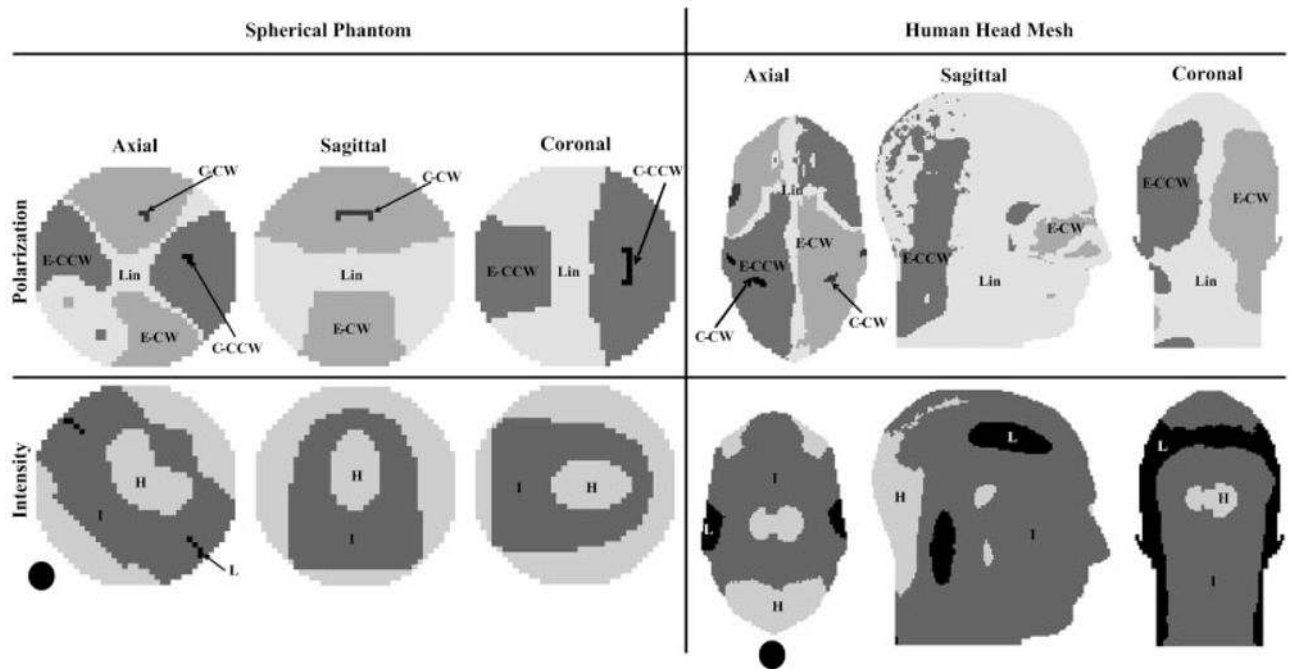 Spherical Phantom
Human Head Mesh
Axial
Sagittal
Coronal
Axial
Sagittal
Coronal
Polarization
C-CW
E-CCW
Lin
E-CW
C-CCW
C-CW
Lin
E-CW
C-CCW
E-CCW
Lin
Lin
E-CW
E-CCW
C-CW
C-CW
E-CW
E-CCW
Lin
E-CCW
E-CW
Lin
Intensity
H
I
L
H
I
I
H
I
L
H
L
H
I
L
H
I